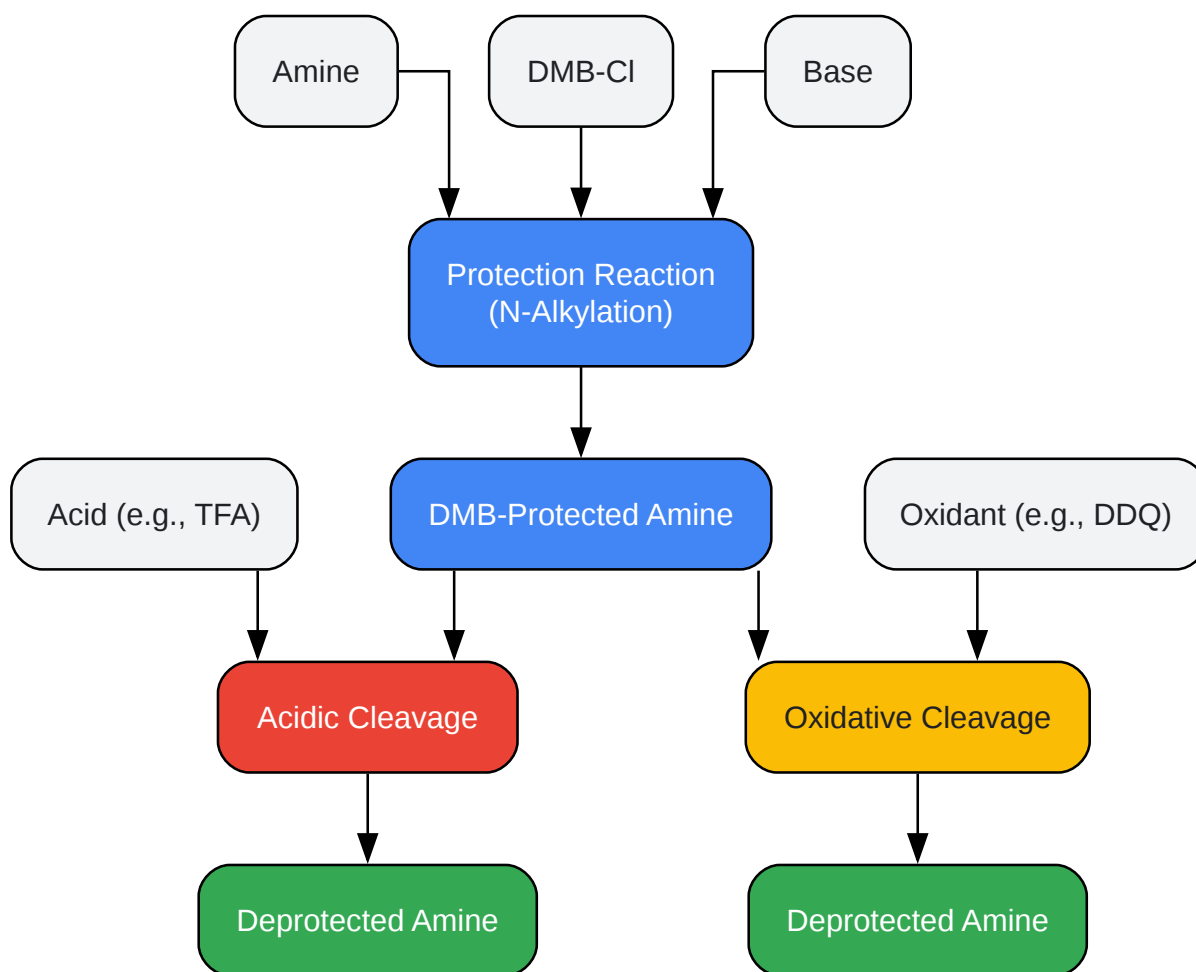 Amine
DMB-Cl
Base
Protection Reaction
(N-Alkylation)
Acid (e.g., TFA)
DMB-Protected Amine
Oxidant (e.g., DDQ)
Acidic Cleavage
Oxidative Cleavage
Deprotected Amine
Deprotected Amine